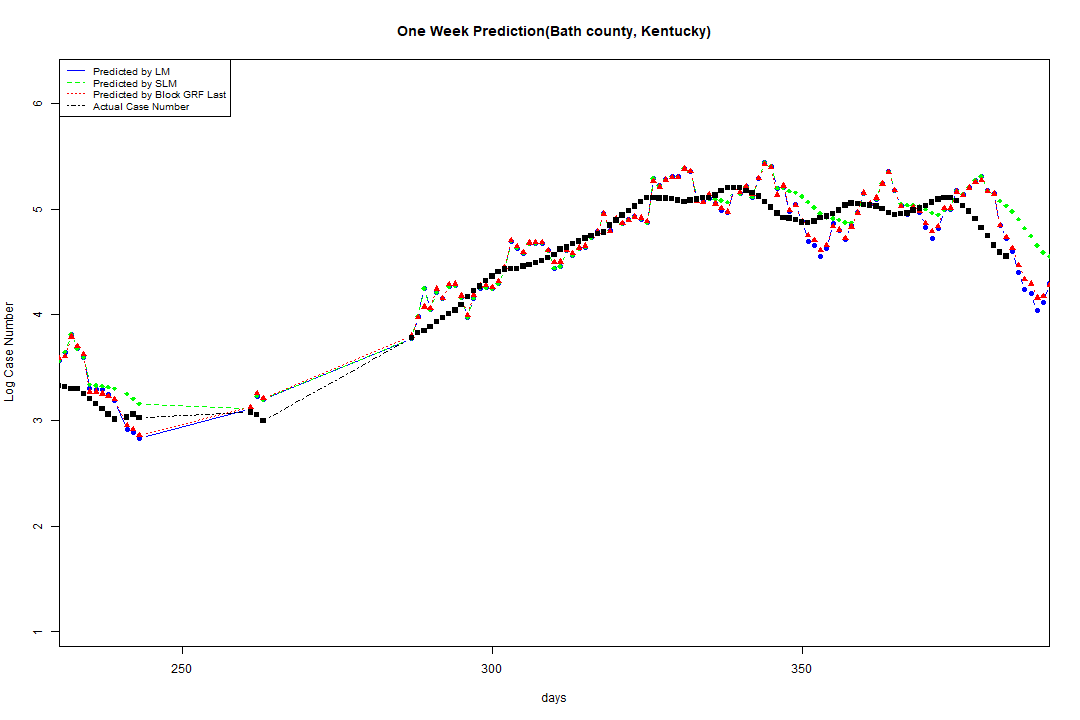 One Week Prediction(Bath county, Kentucky)
Predicted by LM
Predicted by SLM
Predicted by Block GRF Last
Actual Case Number
6
5
4
3
2
1
Log Case Number
250
300
350
days